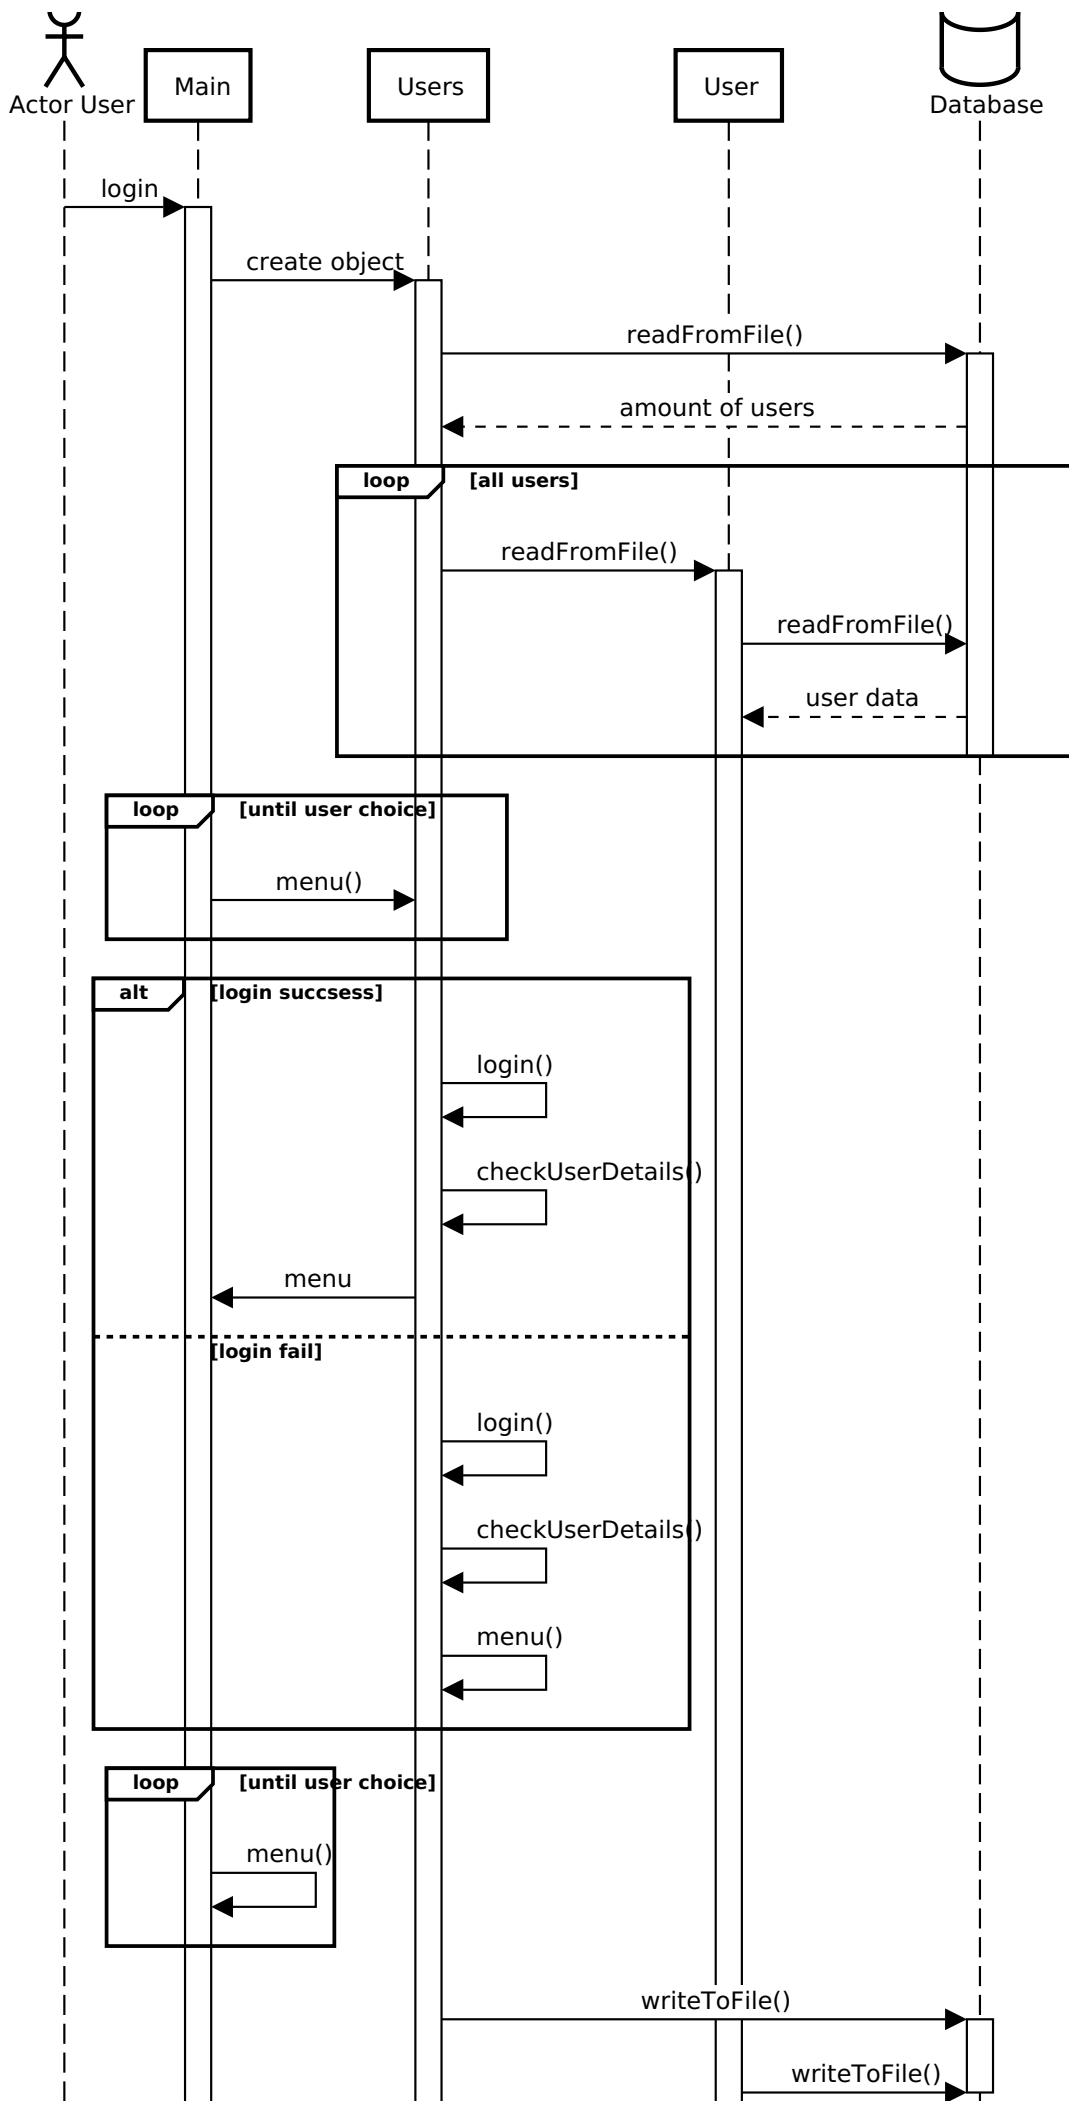 Actor User
Main
Users
User
Database
login
create object
readFromFile()
amount of users
loop [all users]
readFromFile()
readFromFile()
user data
loop [until user choice]
menu()
alt [login succsess]
login()
checkUserDetails()
menu
[login fail]
login()
checkUserDetails()
menu()
loop [until user choice]
menu()
writeToFile()
writeToFile()